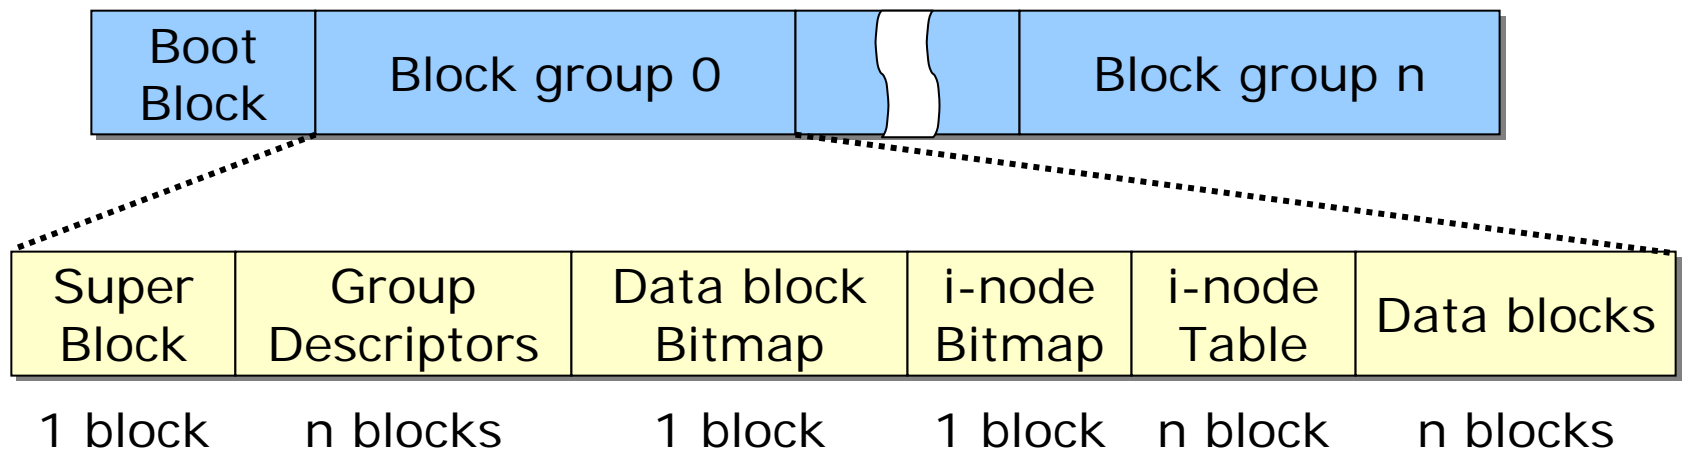 Boot
Block
Block group 0
Block group n
Super
Block
Group
Descriptors
Data block
Bitmap
i-node
Bitmap
i-node
Table
Data blocks
1 block
n blocks
1 block
1 block
n block
n blocks